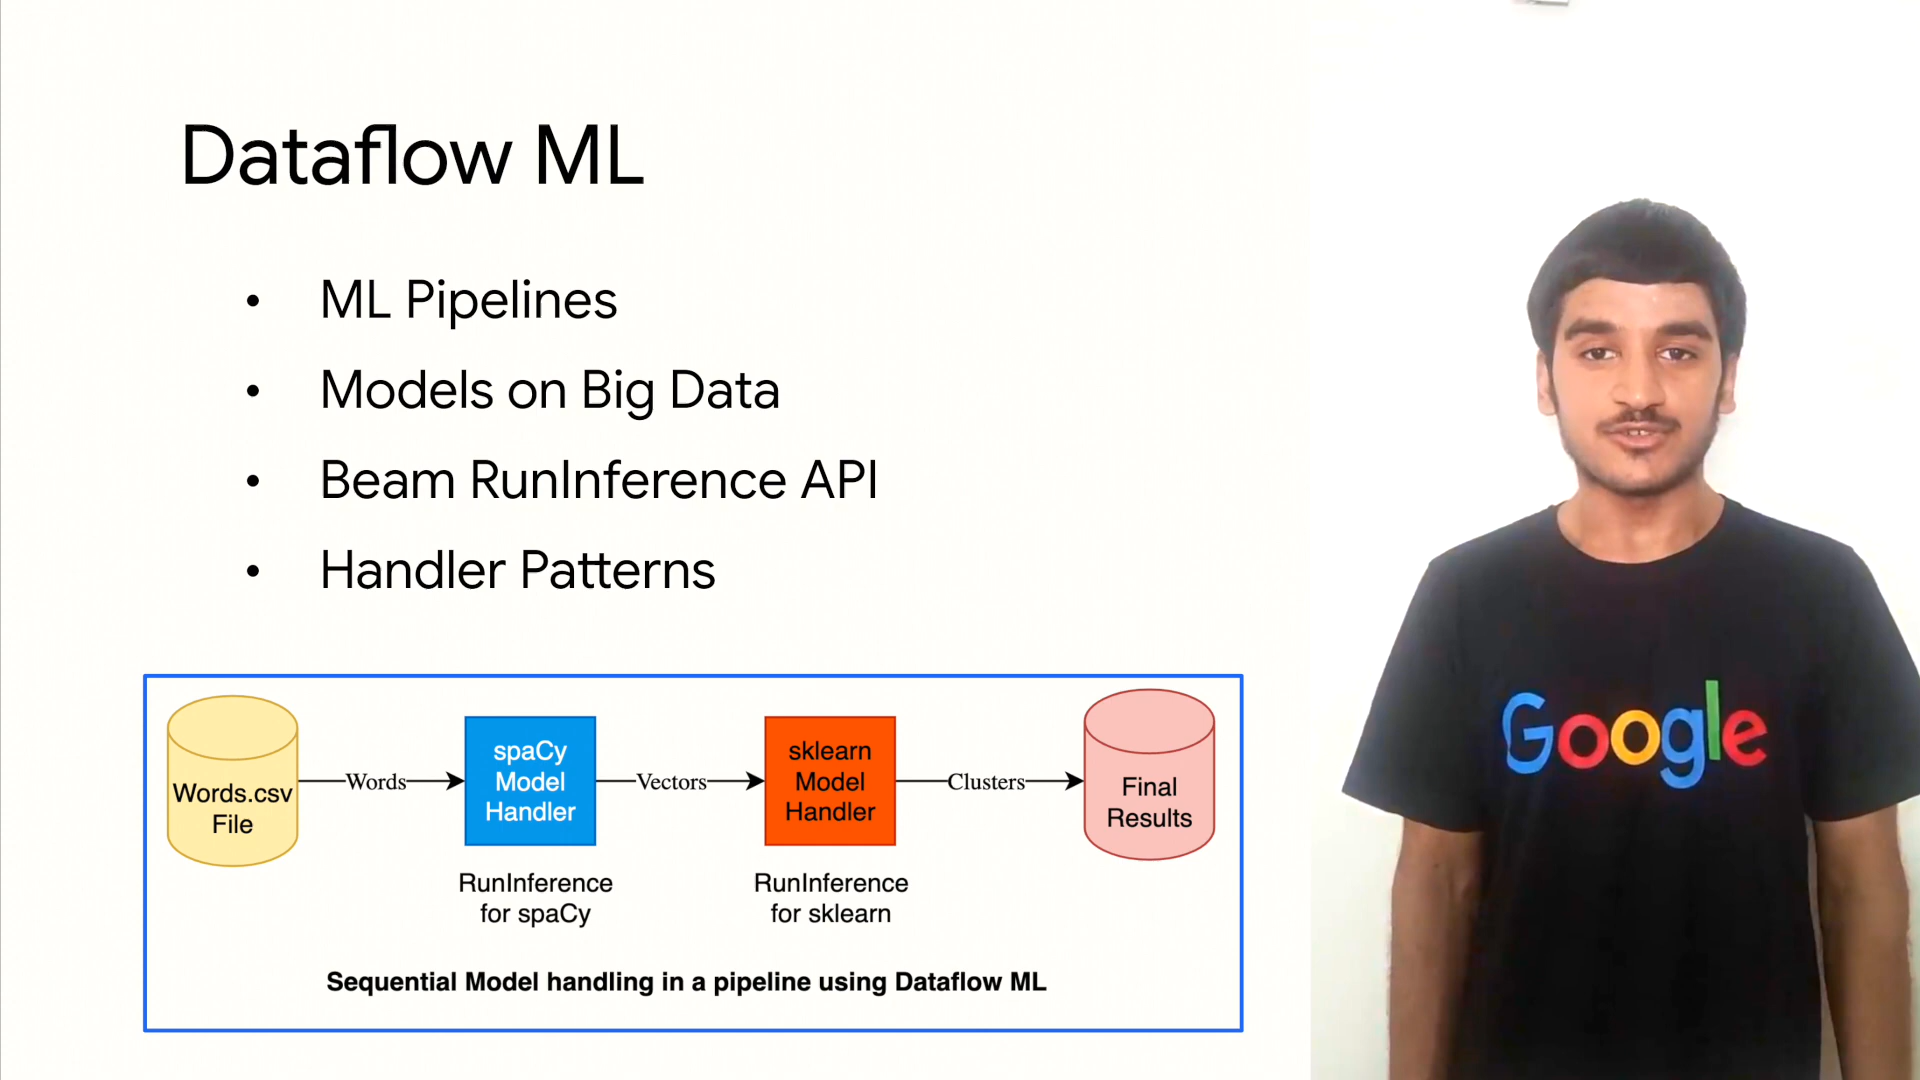 Dataflow ML
• ML Pipelines
• Models on Big Data
• Beam RunInference API
• Handler Patterns
Words.csv
File
Words
spaCy
Model
Handler
Vectors
sklearn
Model
Handler
Clusters
Final
Results
RunInference
for spaCy
RunInference
for sklearn
Sequential Model handling in a pipeline using Dataflow ML
Google